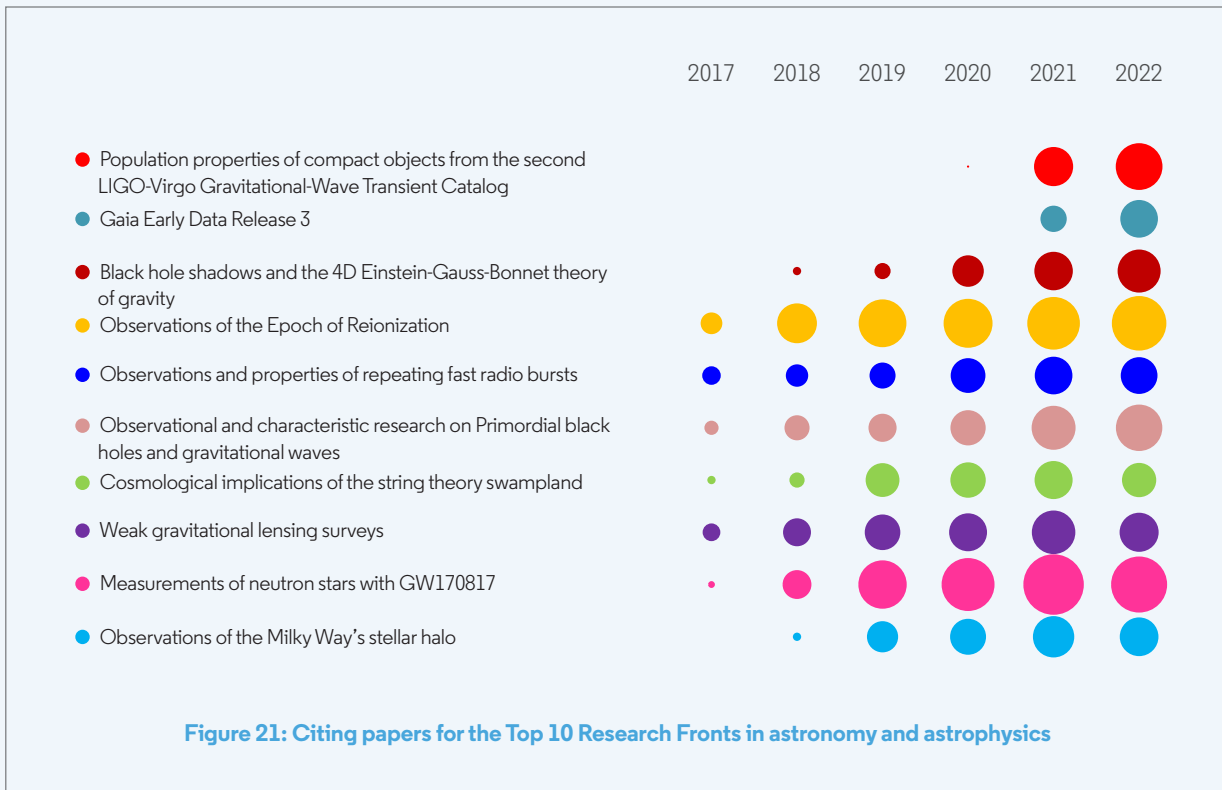 2017 2018 2019 2020 2021 2022
Population properties of compact objects from the second
LIGO-Virgo Gravitational-Wave Transient Catalog
Gaia Early Data Release 3
Black hole shadows and the 4D Einstein-Gauss-Bonnet theory
of gravity
Observations of the Epoch of Reionization
Observations and properties of repeating fast radio bursts
Observational and characteristic research on Primordial black
holes and gravitational waves
Cosmological implications of the string theory swampland
Weak gravitational lensing surveys
Measurements of neutron stars with GW170817
Observations of the Milky Way's stellar halo
Figure 21: Citing papers for the Top 10 Research Fronts in astronomy and astrophysics